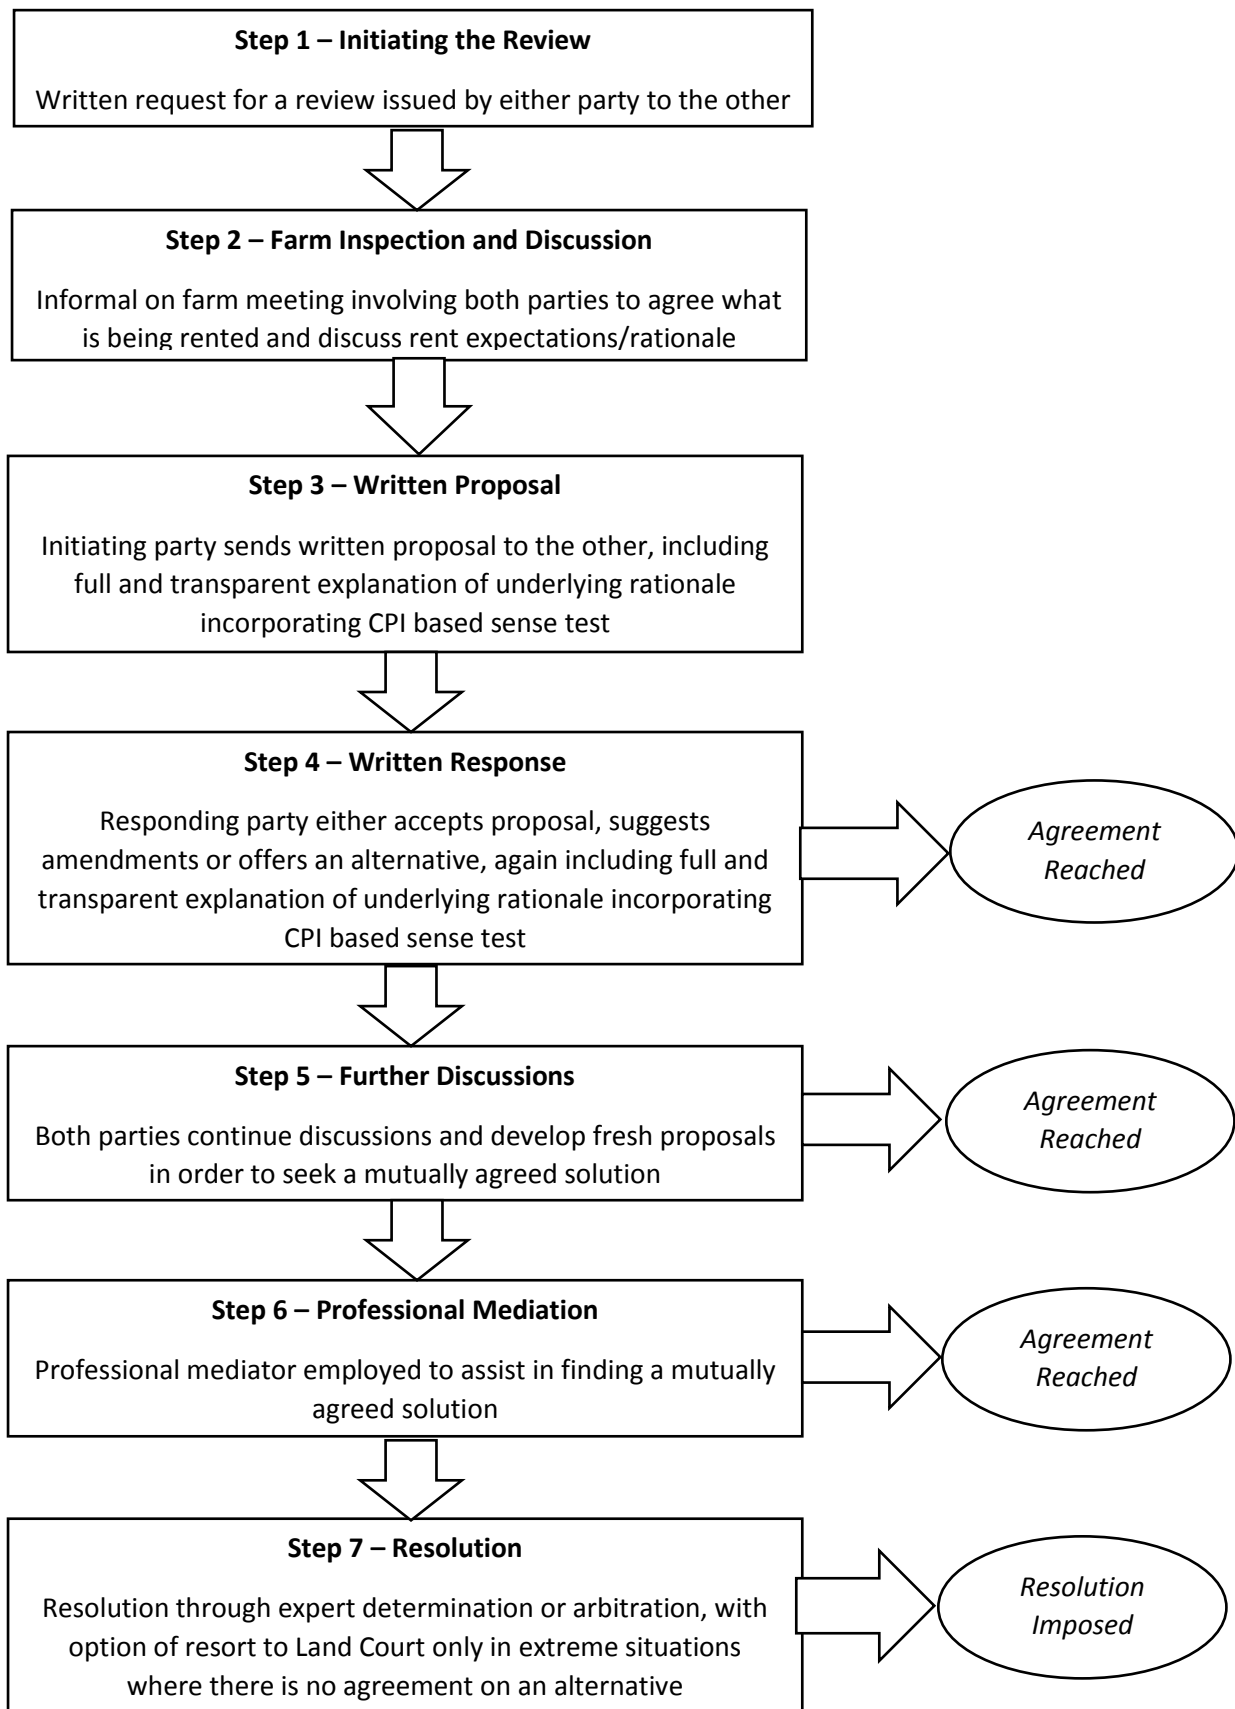 Step 1 – Initiating the Review
Written request for a review issued by either party to the other
Step 2 – Farm Inspection and Discussion
Informal on farm meeting involving both parties to agree what
is being rented and discuss rent expectations/rationale
Step 3 – Written Proposal
Initiating party sends written proposal to the other, including
full and transparent explanation of underlying rationale
incorporating CPI based sense test
Step 4 – Written Response
Responding party either accepts proposal, suggests
amendments or offers an alternative, again including full and
transparent explanation of underlying rationale incorporating
CPI based sense test
Agreement
Reached
Step 5 – Further Discussions
Both parties continue discussions and develop fresh proposals
in order to seek a mutually agreed solution
Agreement
Reached
Step 6 – Professional Mediation
Professional mediator employed to assist in finding a mutually
agreed solution
Agreement
Reached
Step 7 – Resolution
Resolution through expert determination or arbitration, with
option of resort to Land Court only in extreme situations
where there is no agreement on an alternative
Resolution
Imposed